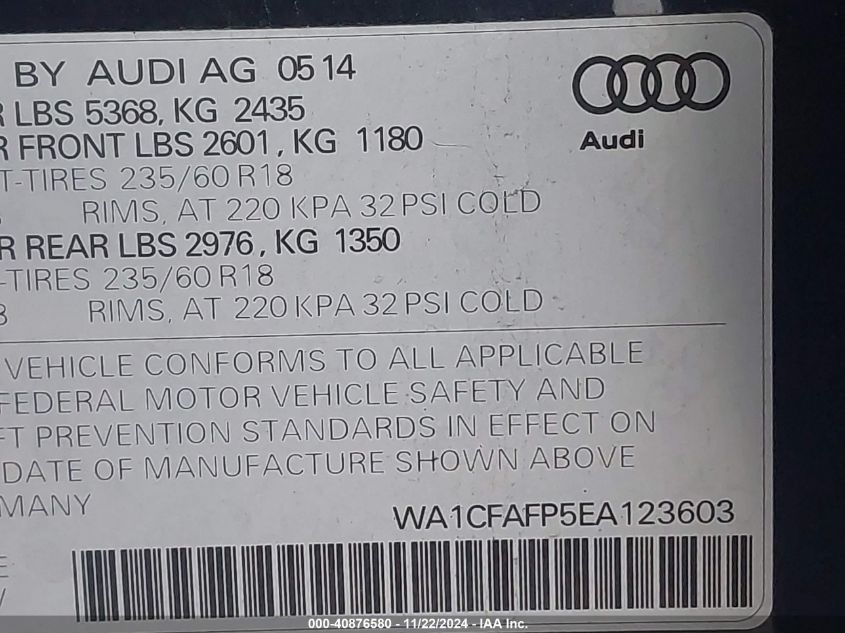 BY AUDI AG 05 14
R LBS 5368, KG 2435
R FRONT LBS 2601, KG 1180
T-TIRES 235/60 R18
RIMS, AT 220 KPA 32 PSI COLD
R REAR LBS 2976, KG 1350
-TIRES 235/60 R18
RIMS, AT 220 KPA 32 PSI COLD
Audi
VEHICLE CONFORMS TO ALL APPLICABLE
FEDERAL MOTOR VEHICLE SAFETY AND
FT PREVENTION STANDARDS IN EFFECT ON
DATE OF MANUFACTURE SHOWN ABOVE
MANY
WA1CFAFP5EA123603
E:
000-40876580 - 11/22/2024 - IAA Inc.